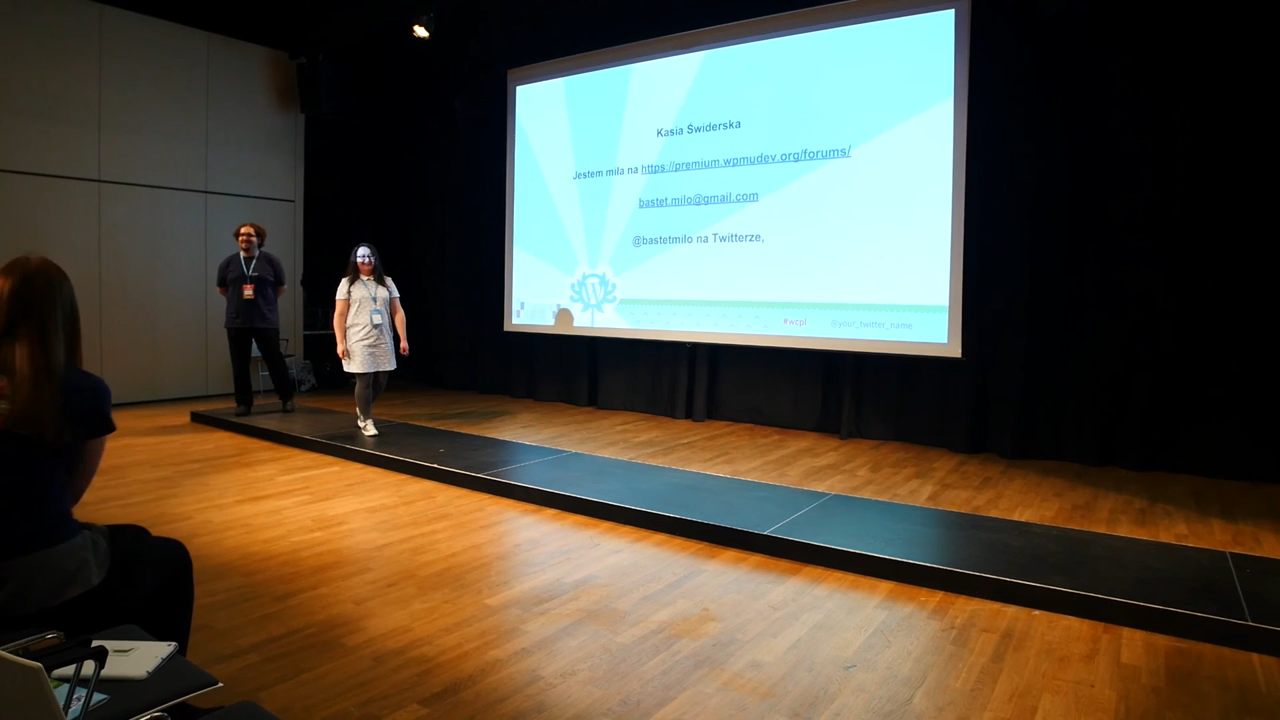 Kasia Świderska
Jestem miła na https://premium.wpmudev.org/forums/
bastet.milo@gmail.com
@bastetmilo na Twitterze,
#wcpl @your_twitter_name